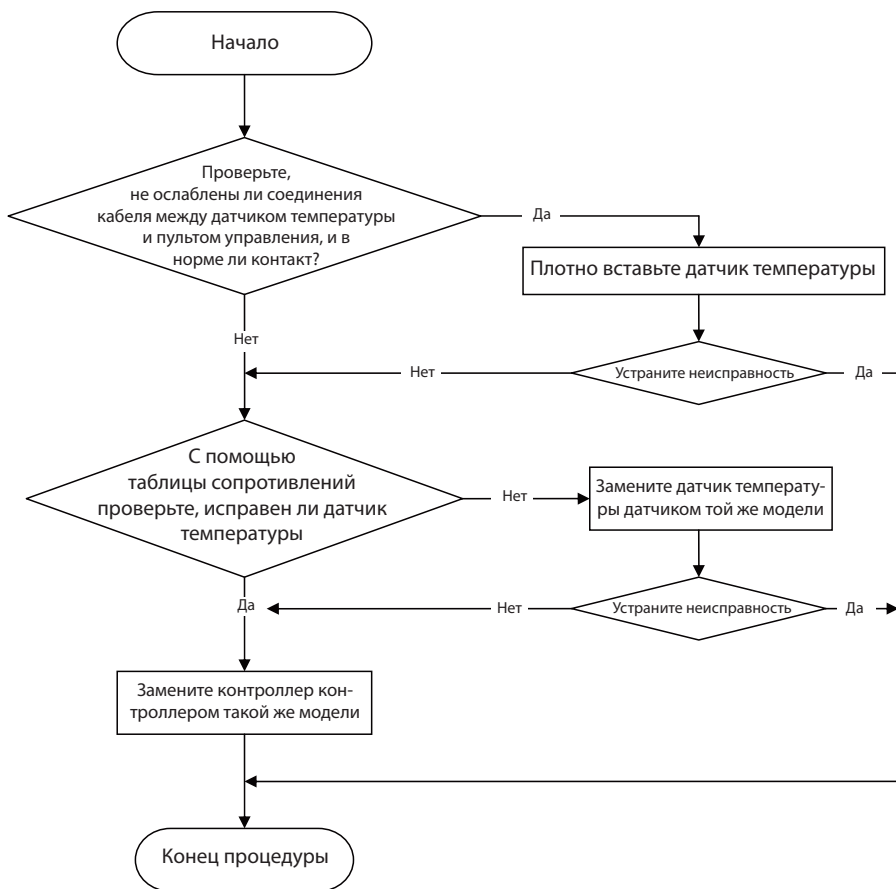 Начало
Проверьте,
не ослаблены ли соединения
кабеля между датчиком температуры
и пультом управления, и в
норме ли контакт?
Да
Плотно вставьте датчик температуры
Нет
Нет
Устраните неисправность
Да
С помощью
таблицы сопротивлений
проверьте, исправен ли датчик
температуры
Нет
Замените датчик температу-
ры датчиком той же модели
Да
Нет
Устраните неисправность
Да
Замените контроллер кон-
троллером такой же модели
Конец процедуры